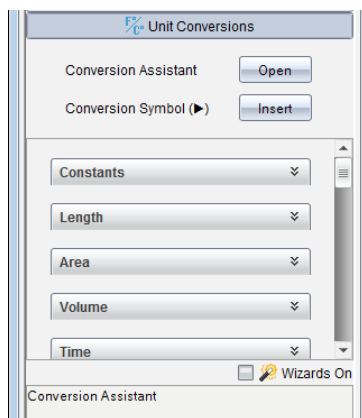 F°/C° Unit Conversions
Conversion Assistant Open
Conversion Symbol (►) Insert
Constants
Length
Area
Volume
Time
Wizards On
Conversion Assistant